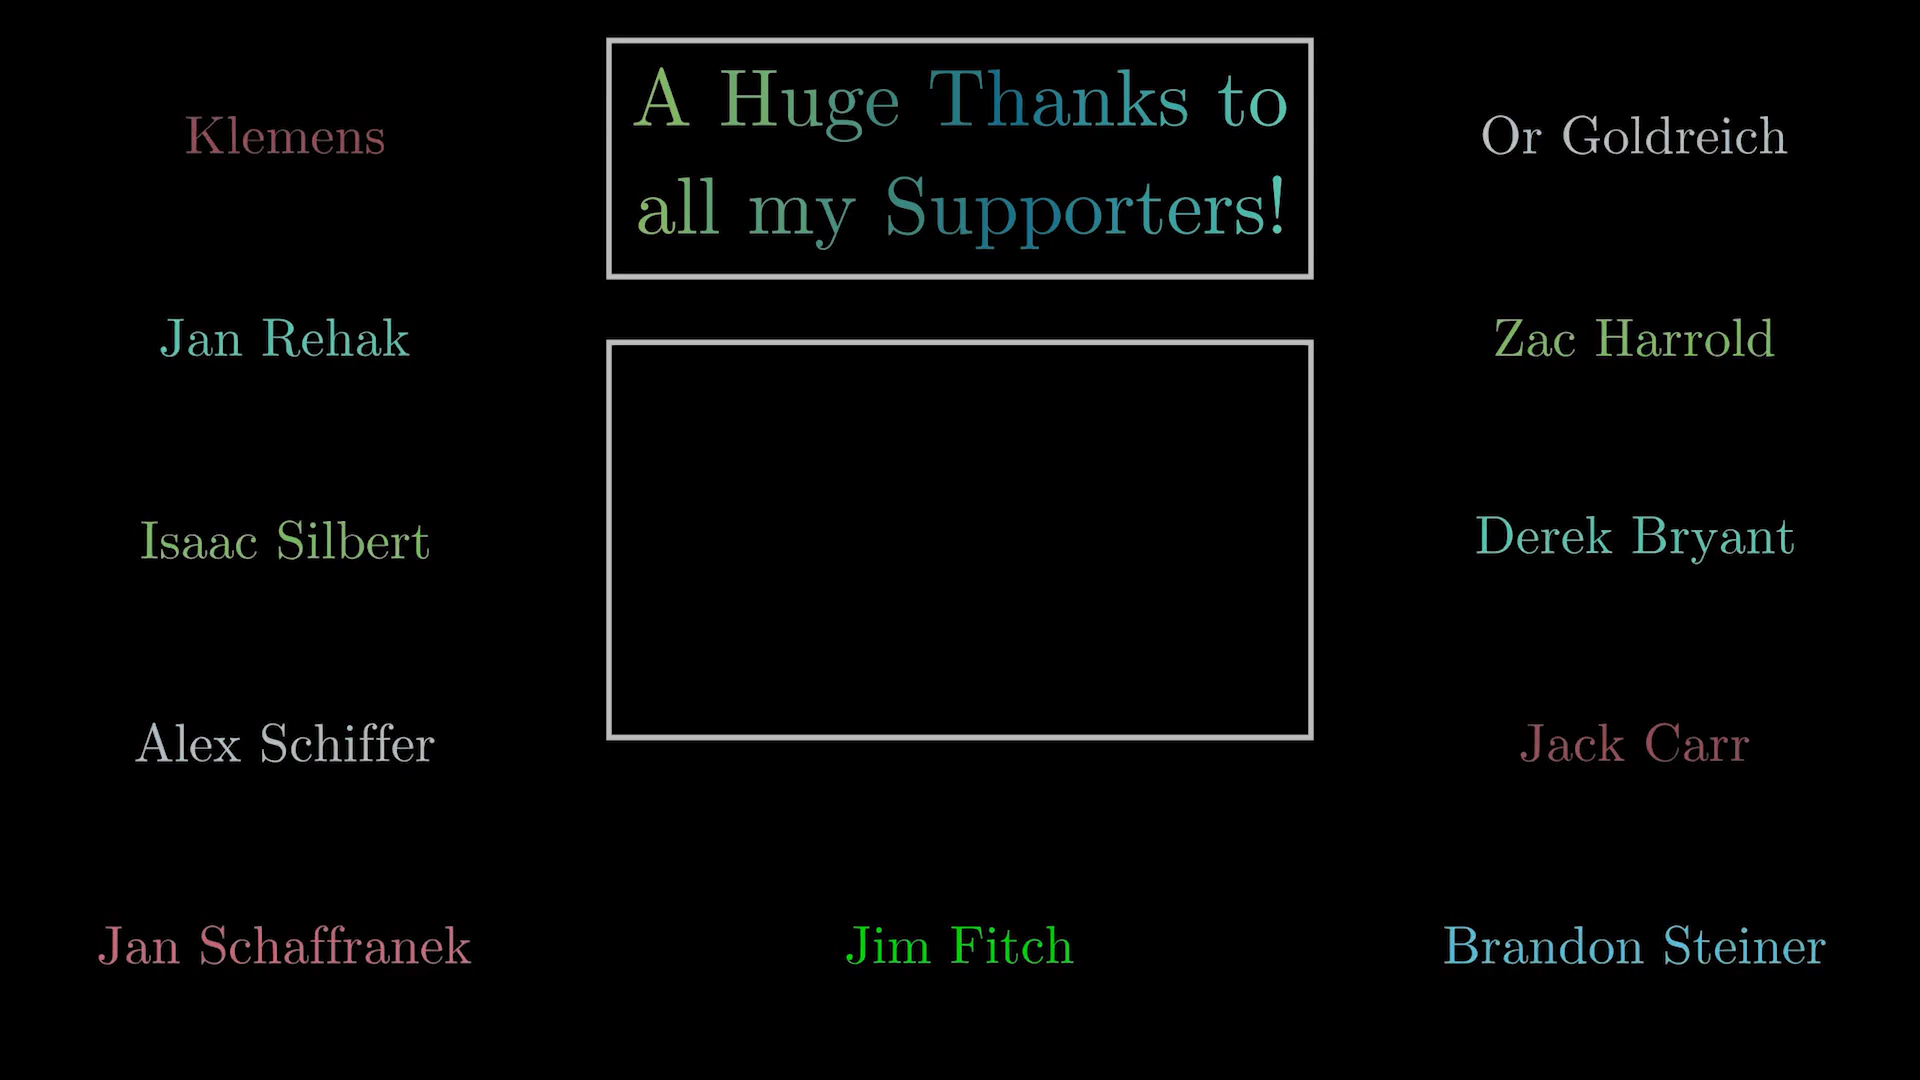 A Huge Thanks to
all my Supporters!
Klemens
Or Goldreich
Jan Rehak
Zac Harrold
Isaac Silbert
Derek Bryant
Alex Schiffer
Jack Carr
Jan Schaffranek
Jim Fitch
Brandon Steiner